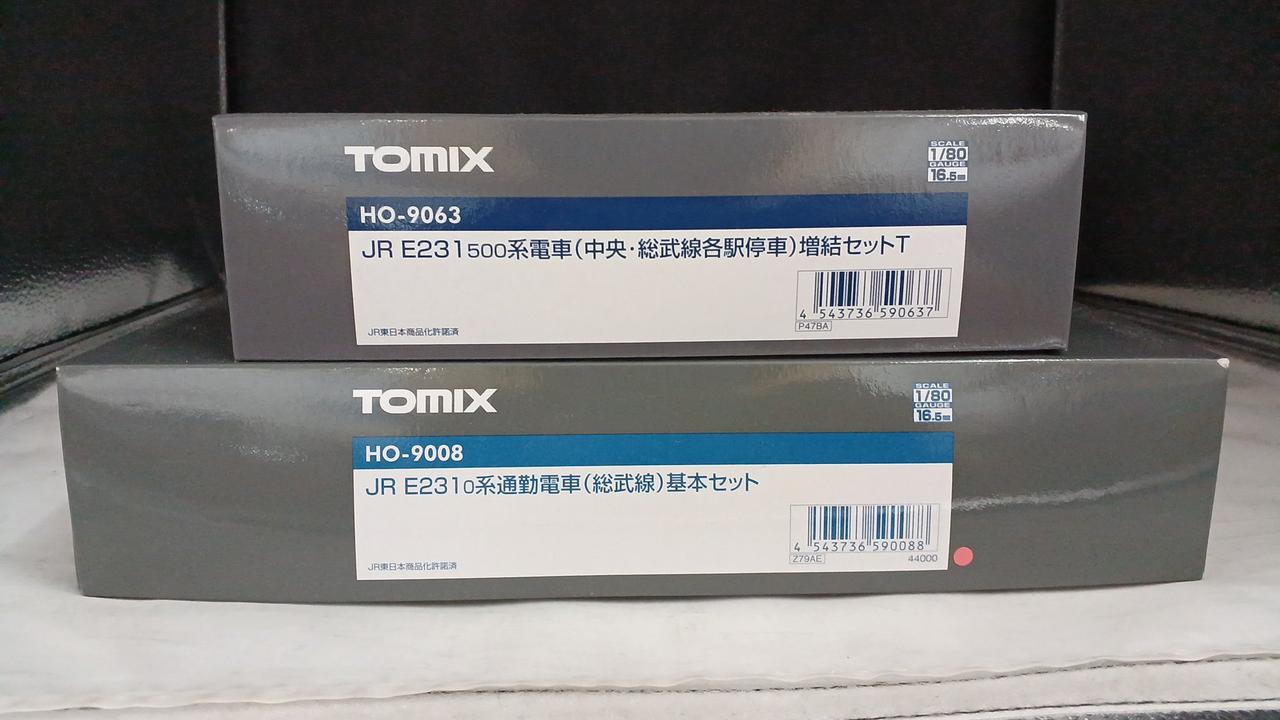 TOMIX
SCALE
1/80
GAUGE
16.5mm
HO-9063
JR E231500系電車(中央・総武線各駅停車)増結セットT
4 543736 590637
P47BA
JR東日本商品化許諾済
TOMIX
SCALE
1/80
GAUGE
16.5mm
HO-9008
JR E2310系通勤電車(総武線)基本セット
4 543736 590088
Z79AE 44000
JR東日本商品化許諾済